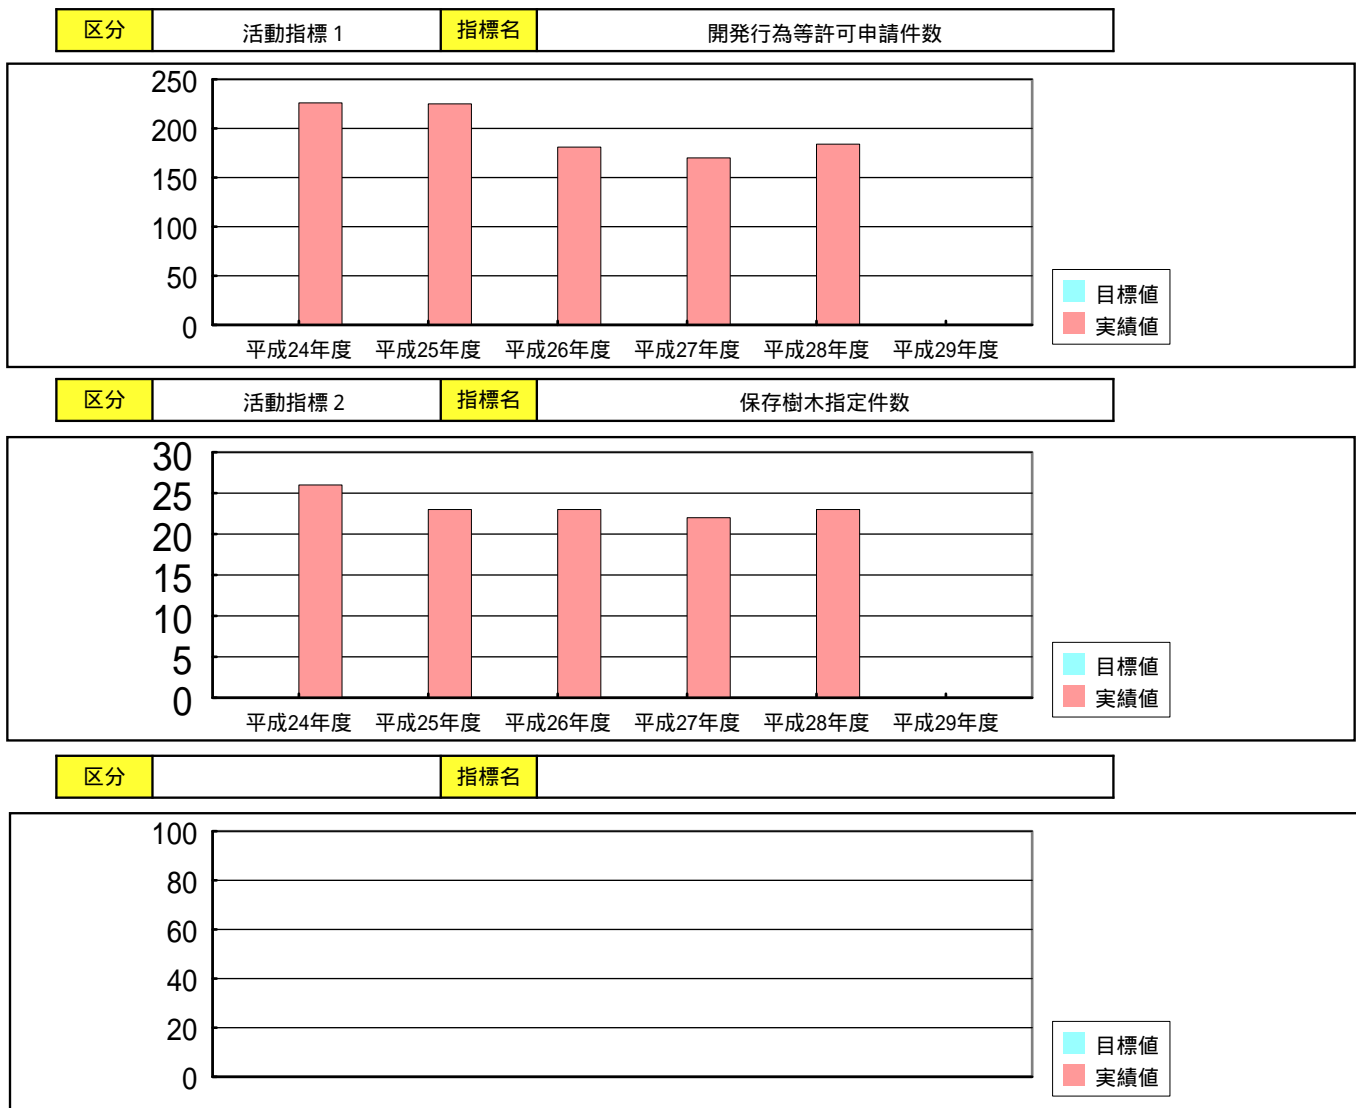 区分 活動指標1 指標名 開発行為等許可申請件数
250
200
150
100
50
0
平成24年度 平成25年度 平成26年度 平成27年度 平成28年度 平成29年度
目標値
実績値
区分 活動指標2 指標名 保存樹木指定件数
30
25
20
15
10
5
0
平成24年度 平成25年度 平成26年度 平成27年度 平成28年度 平成29年度
目標値
実績値
区分 指標名
100
80
60
40
20
0
目標値
実績値